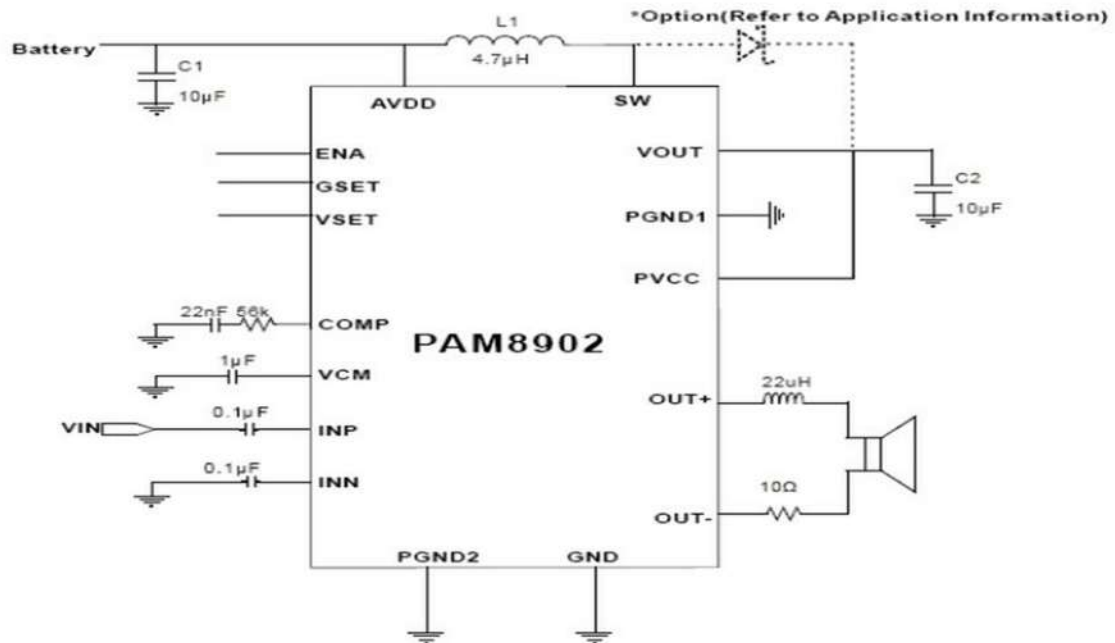 *Option(Refer to Application Information)
L1
Battery
4.7µH
C1
10µF
AVDD
SW
ENA
VOUT
GSET
C2
VSET
PGND1
10µF
PVCC
22nF 56k
COMP
PAM8902
1µF
VCM
22uH
OUT+
0.1µF
VIN
INP
0.1µF
INN
10Ω
OUT-
PGND2
GND